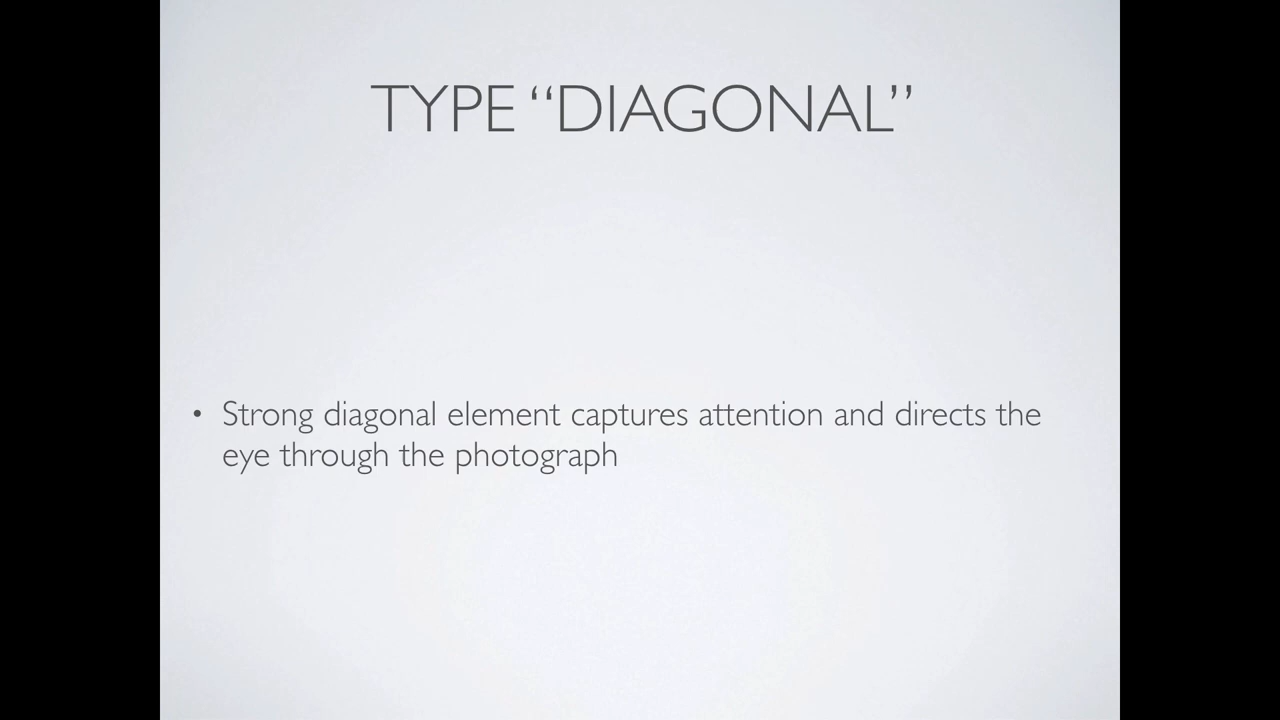 TYPE “DIAGONAL”
• Strong diagonal element captures attention and directs the
eye through the photograph